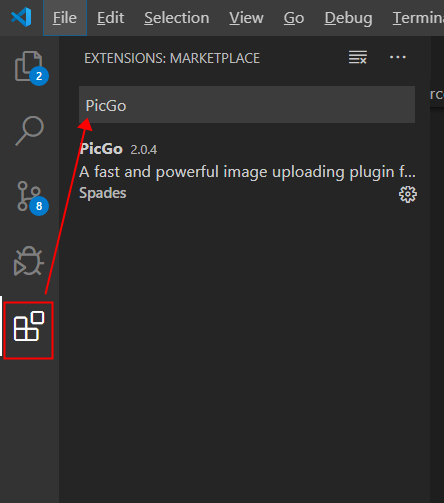 File Edit Selection View Go Debug Termina
EXTENSIONS: MARKETPLACE
PicGo
PicGo 2.0.4
A fast and powerful image uploading plugin f...
Spades
2
8